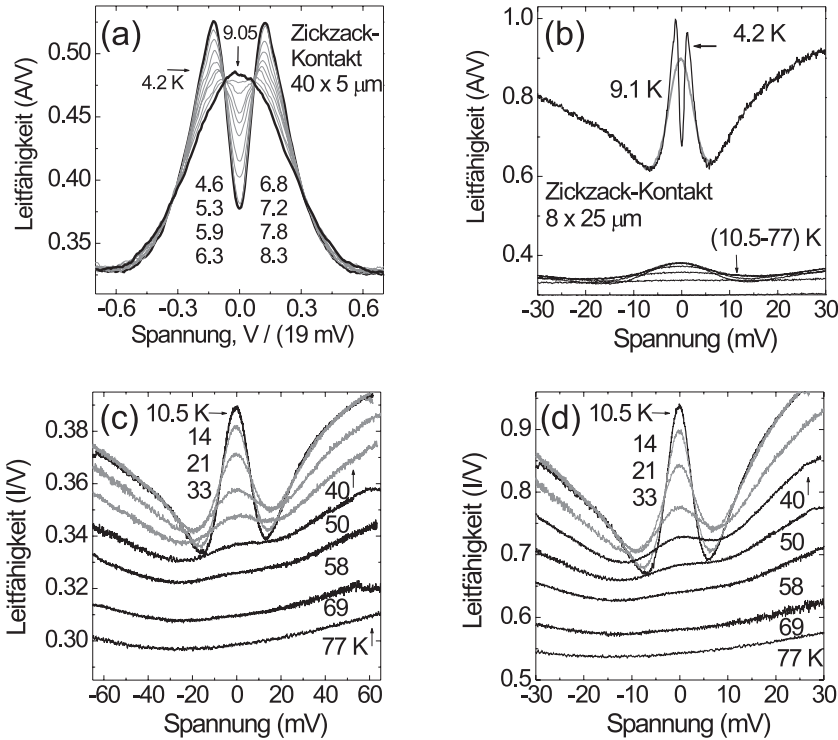 (a)
9.05
Zickzack-
Kontakt
40 x 5 µm
4.2 K
4.6 6.8
5.3 7.2
5.9 7.8
6.3 8.3
0.50
0.45
0.40
0.35
Leitfähigkeit (A/V)
-0.6 -0.3 0.0 0.3 0.6
Spannung, V / (19 mV)
(b)
4.2 K
9.1 K
Zickzack-Kontakt
8 x 25 µm
(10.5-77) K
1.0
0.8
0.6
0.4
Leitfähigkeit (A/V)
-30 -20 -10 0 10 20 30
Spannung (mV)
(c)
10.5 K
14
21
33
40
50
58
69
77 K
0.38
0.36
0.34
0.32
0.30
Leitfähigkeit (I/V)
-60 -40 -20 0 20 40 60
Spannung (mV)
(d)
10.5 K
14
21
33
40
50
58
69
77 K
0.9
0.8
0.7
0.6
0.5
Leitfähigkeit (I/V)
-30 -20 -10 0 10 20 30
Spannung (mV)